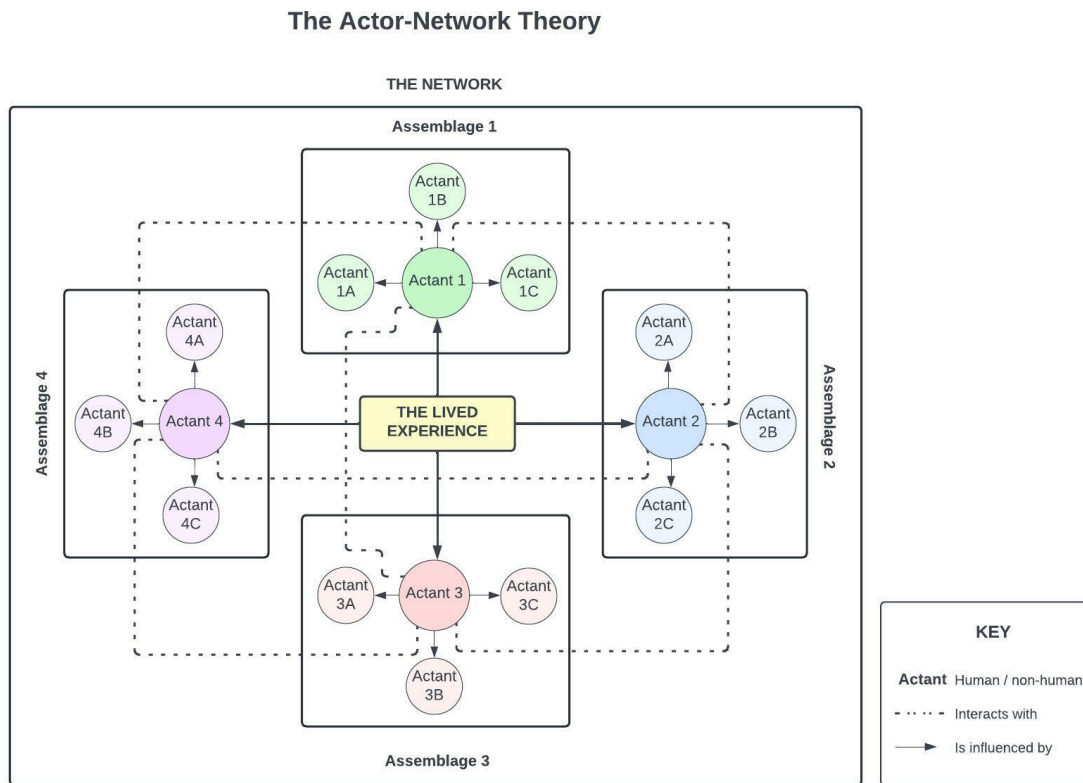 The Actor-Network Theory
THE NETWORK
Assemblage 1
Actant
1B
Actant
1A
Actant 1
Actant
1C
Assemblage 4
Actant
4A
Actant
4B
Actant 4
Actant
4C
THE LIVED
EXPERIENCE
Actant
2A
Actant 2
Actant
2B
Actant
2C
Assemblage 2
Actant
3A
Actant 3
Actant
3C
Actant
3B
Assemblage 3
KEY
Actant Human / non-human
Interacts with
Is influenced by